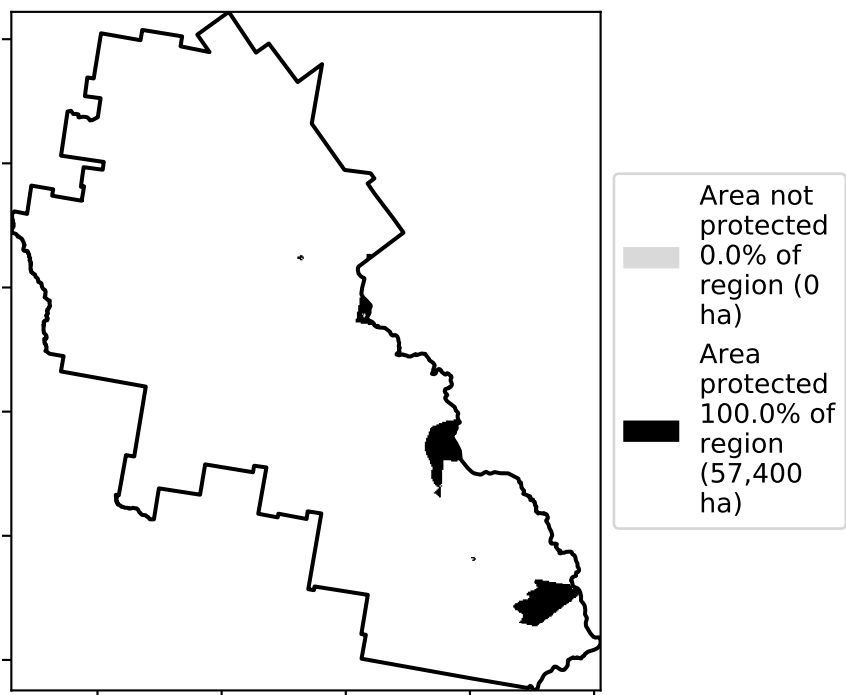 Area not
protected
0.0% of
region (0
ha)
Area
protected
100.0% of
region
(57,400
ha)